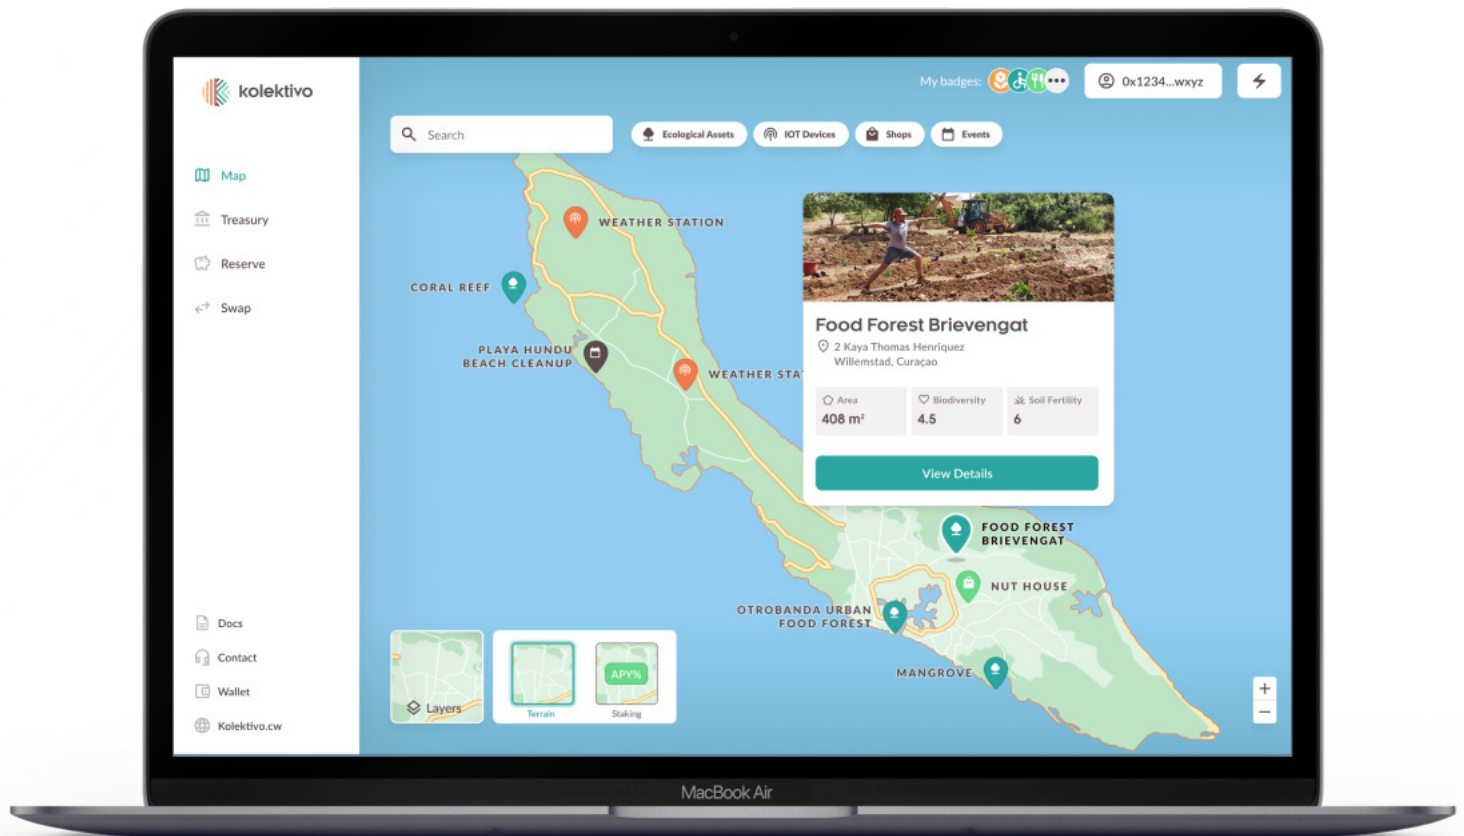 kolektivo
Map
Treasury
Reserve
Swap
Docs
Contact
Wallet
Kolektivo.cw
My badges:
0x1234...wxyz
Search
Ecological Assets
IOT Devices
Shops
Events
WEATHER STATION
CORAL REEF
PLAYA HUNDU
BEACH CLEANUP
WEATHER STA
Food Forest Brievengat
2 Kaya Thomas Henriquez
Willemstad, Curaçao
Area
408 m²
Biodiversity
4.5
Soil Fertility
6
View Details
FOOD FOREST
BRIEVENGAT
NUT HOUSE
OTROBANDA URBAN
FOOD FOREST
MANGROVE
Layers
Terrain
APY%
Staking
+
−
MacBook Air